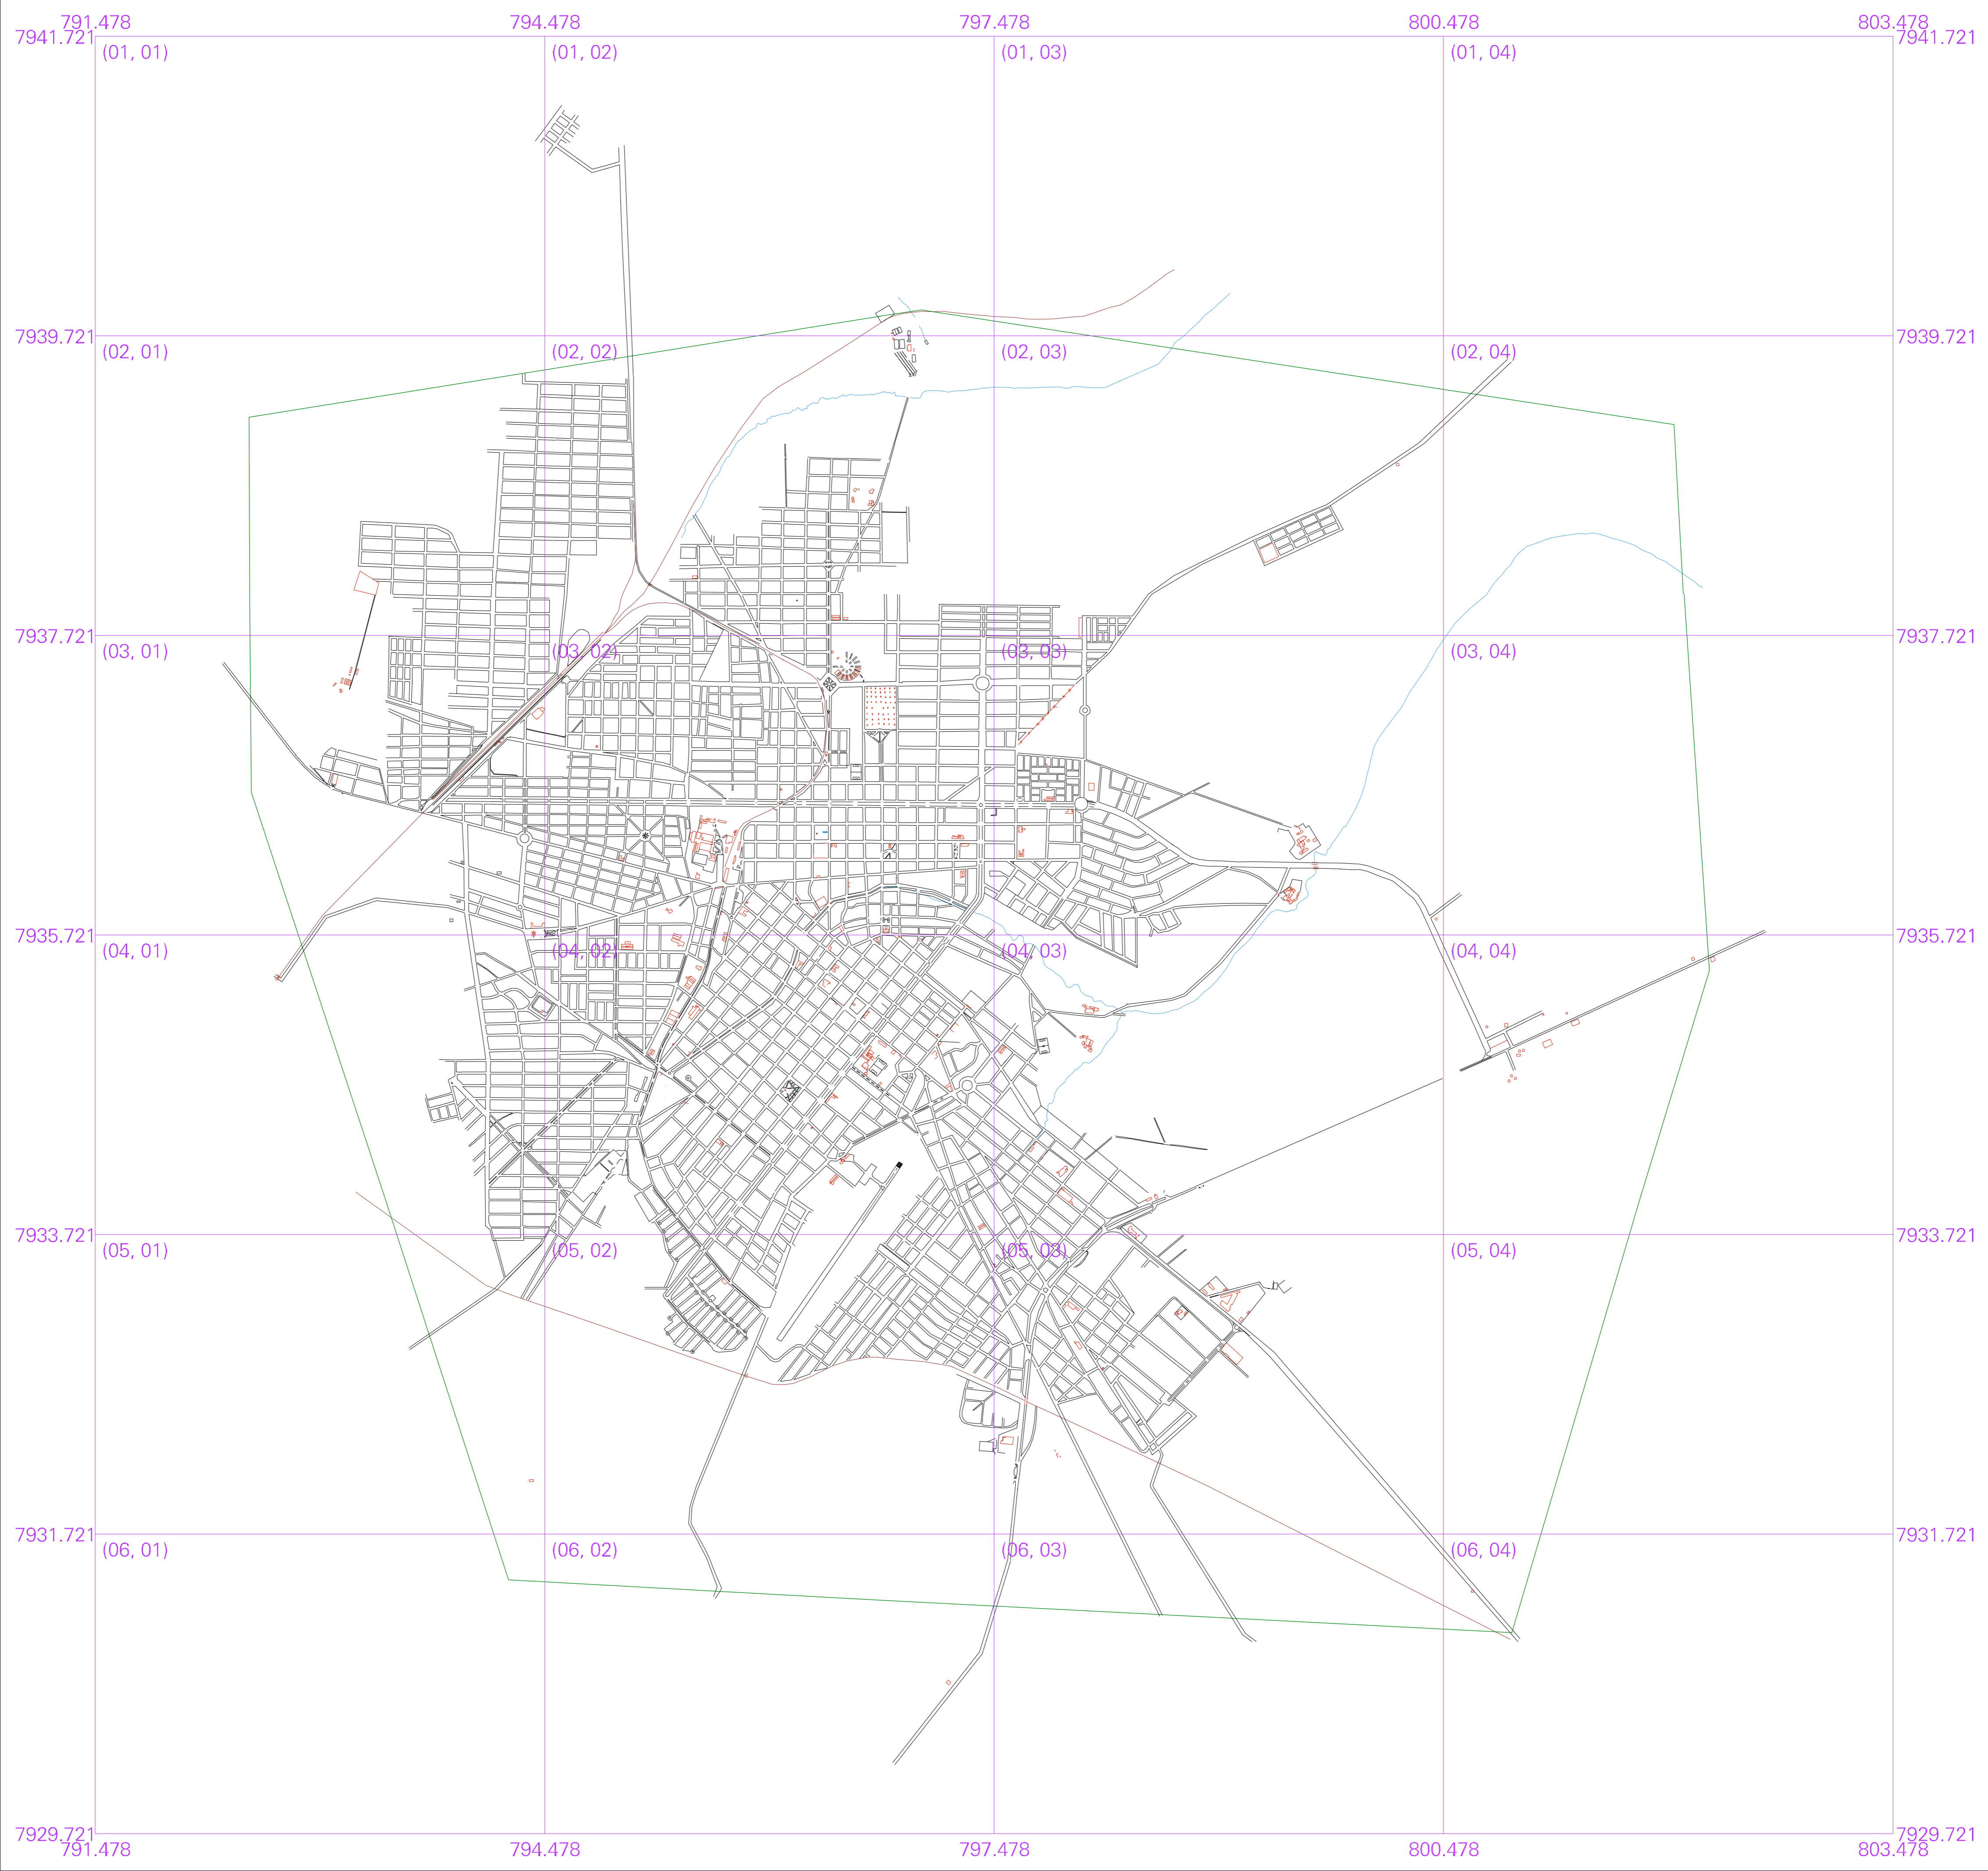 791.478 794.478 797.478 800.478 803.478
7941.721 7941.721
(01, 01) (01, 02) (01, 03) (01, 04)
7939.721 7939.721
(02, 01) (02, 02) (02, 03) (02, 04)
7937.721 7937.721
(03, 01) (03, 02) (03, 03) (03, 04)
7935.721 7935.721
(04, 01) (04, 02) (04, 03) (04, 04)
7933.721 7933.721
(05, 01) (05, 02) (05, 03) (05, 04)
7931.721 7931.721
(06, 01) (06, 02) (06, 03) (06, 04)
7929.721 7929.721
791.478 794.478 797.478 800.478 803.478